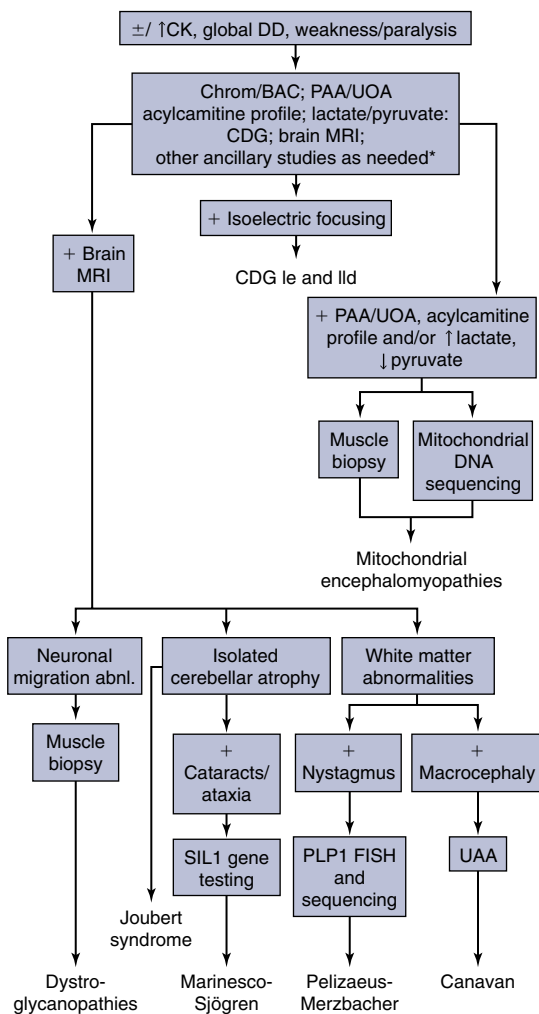 ±/ ↑CK, global DD, weakness/paralysis
Chrom/BAC; PAA/UOA
acylcamitine profile; lactate/pyruvate:
CDG; brain MRI;
other ancillary studies as needed*
+ Isoelectric focusing
CDG Ie and IId
+ Brain
MRI
+ PAA/UOA, acylcamitine
profile and/or ↑ lactate,
↓ pyruvate
Muscle
biopsy
Mitochondrial
DNA
sequencing
Mitochondrial
encephalomyopathies
Neuronal
migration abnl.
Isolated
cerebellar atrophy
White matter
abnormalities
Muscle
biopsy
+
Cataracts/
ataxia
+
Nystagmus
+
Macrocephaly
SIL1 gene
testing
PLP1 FISH
and
sequencing
UAA
Joubert
syndrome
Dystro-
glycanopathies
Marinesco-
Sjögren
Pelizaeus-
Merzbacher
Canavan